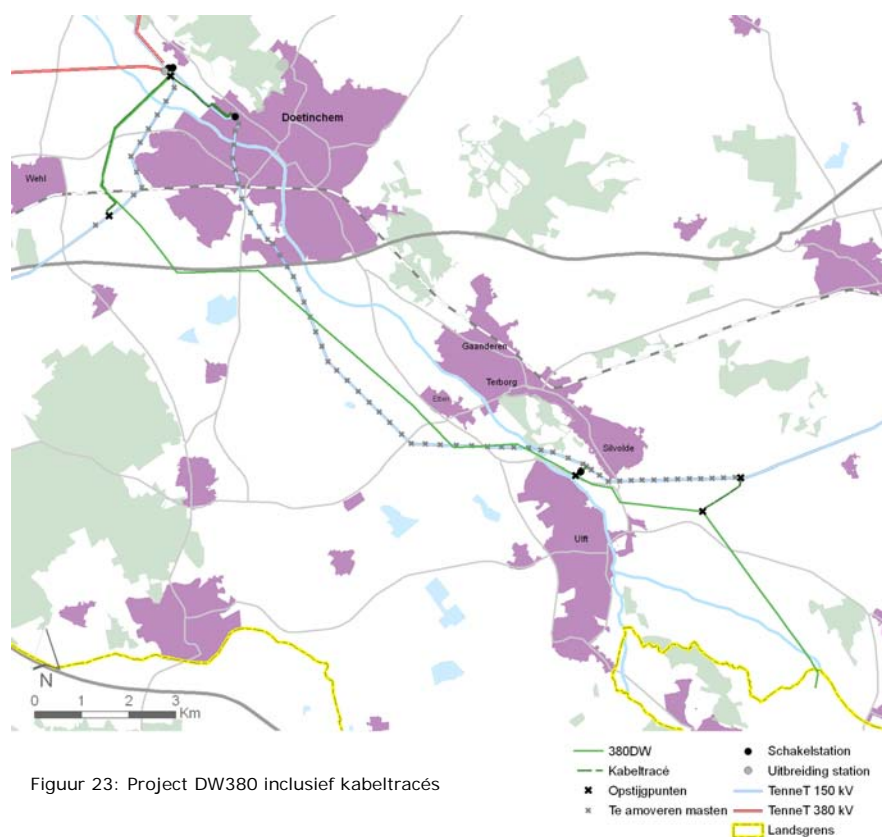 Doetinchem
Wehl
Gaanderen
Terborg
Etten
Silvolde
Ulft
N
0 1 2 3
Km
Figuur 23: Project DW380 inclusief kabeltracés
380DW
Kabeltracé
Opstijgpunten
Te amoveren masten
Schakelstation
Uitbreiding station
TenneT 150 kV
TenneT 380 kV
Landsgrens